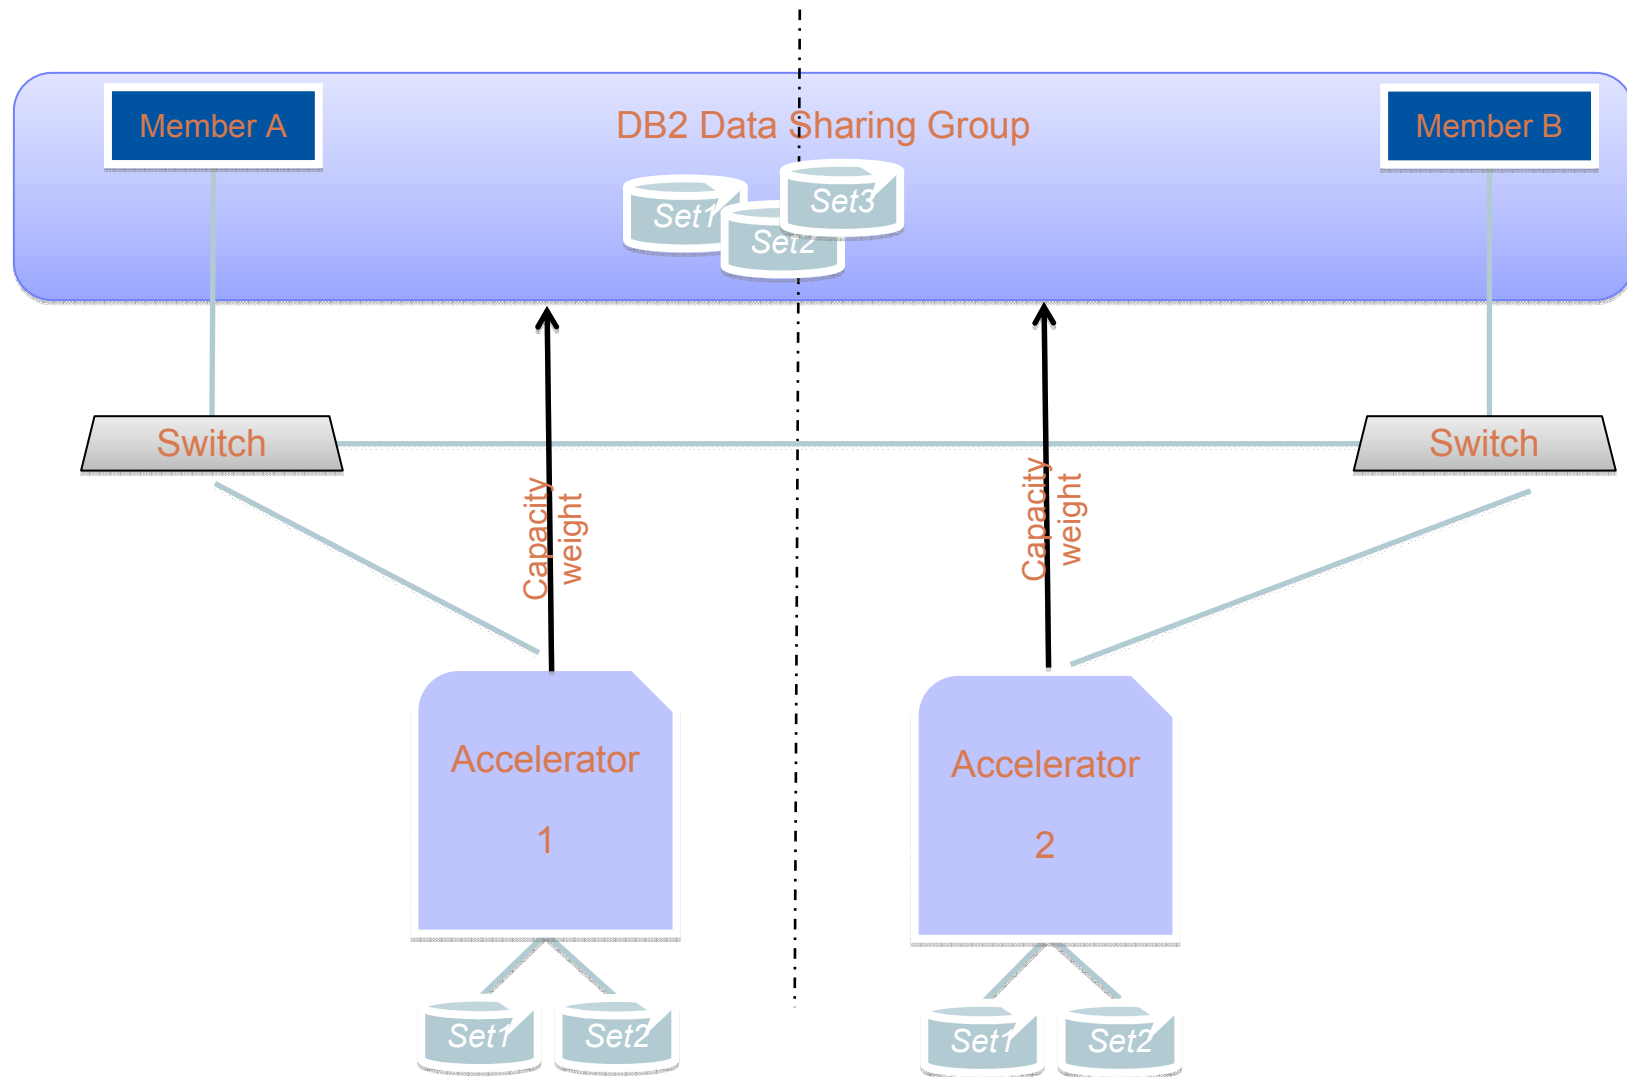 Member A
DB2 Data Sharing Group
Member B
Set1
Set2
Set3
Switch
Switch
Capacity
weight
Capacity
weight
Accelerator
1
Accelerator
2
Set1
Set2
Set1
Set2